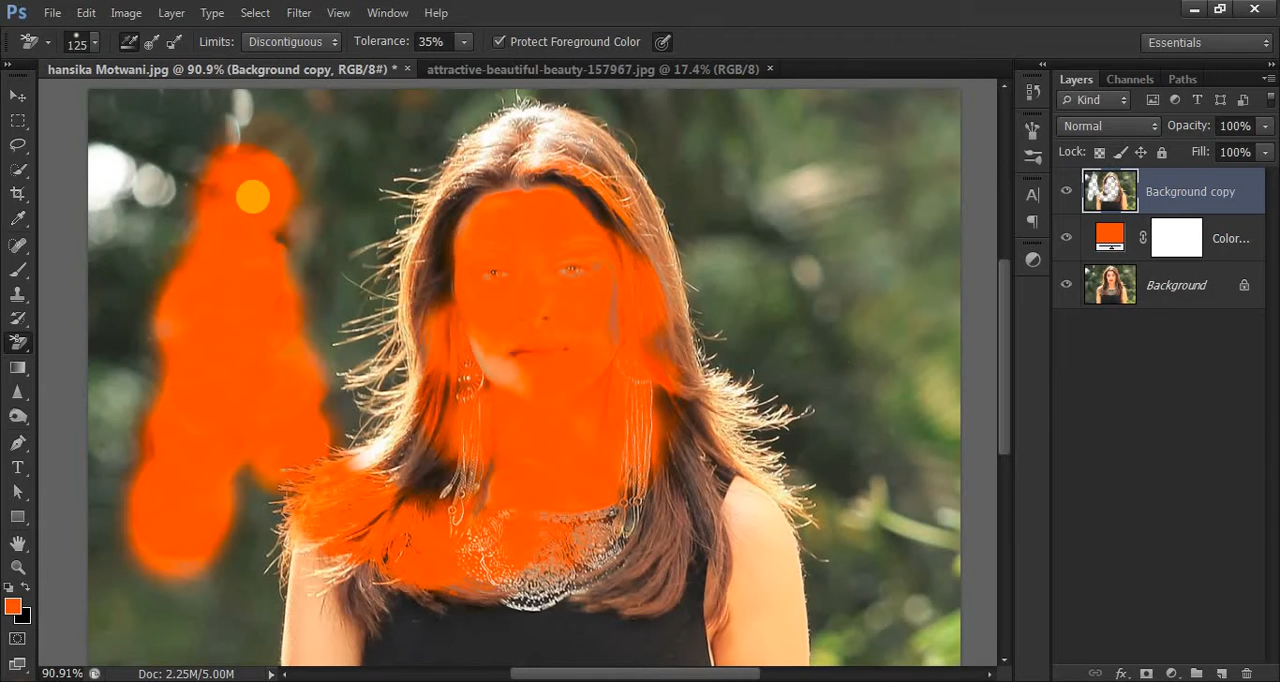 Ps File Edit Image Layer Type Select Filter View Window Help
125 Limits: Discontiguous Tolerance: 35% Protect Foreground Color Essentials
hansika Motwani.jpg @ 90.9% (Background copy, RGB/8#) * × attractive-beautiful-beauty-157967.jpg @ 17.4% (RGB/8) ×
Layers Channels Paths
Kind
Normal Opacity: 100%
Lock: Fill: 100%
Background copy
Color...
Background
90.91% Doc: 2.25M/5.00M